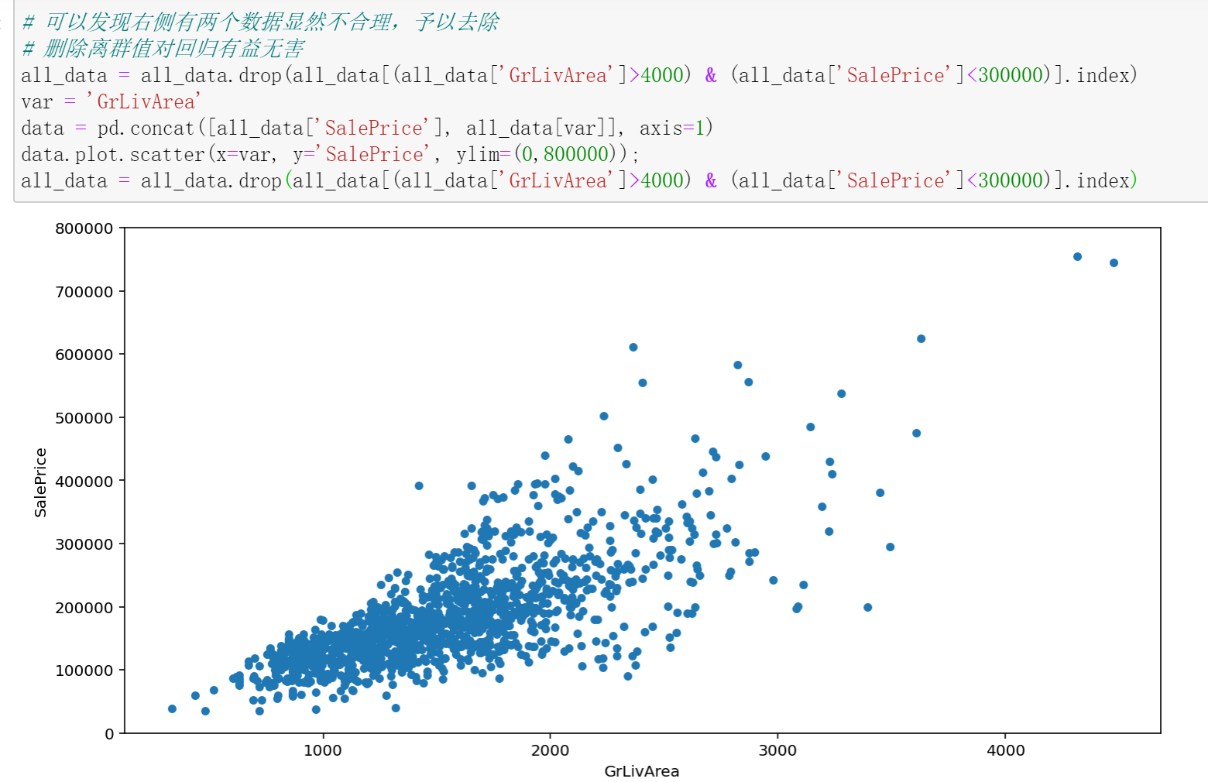 # 可以发现右侧有两个数据显然不合理，予以去除
# 删除离群值对回归有益无害
all_data = all_data.drop(all_data[(all_data['GrLivArea']>4000) & (all_data['SalePrice']<300000)].index)
var = 'GrLivArea'
data = pd.concat([all_data['SalePrice'], all_data[var]], axis=1)
data.plot.scatter(x=var, y='SalePrice', ylim=(0,800000));
all_data = all_data.drop(all_data[(all_data['GrLivArea']>4000) & (all_data['SalePrice']<300000)].index)
800000
700000
600000
500000
400000
300000
200000
100000
0
SalePrice
1000 2000 3000 4000
GrLivArea